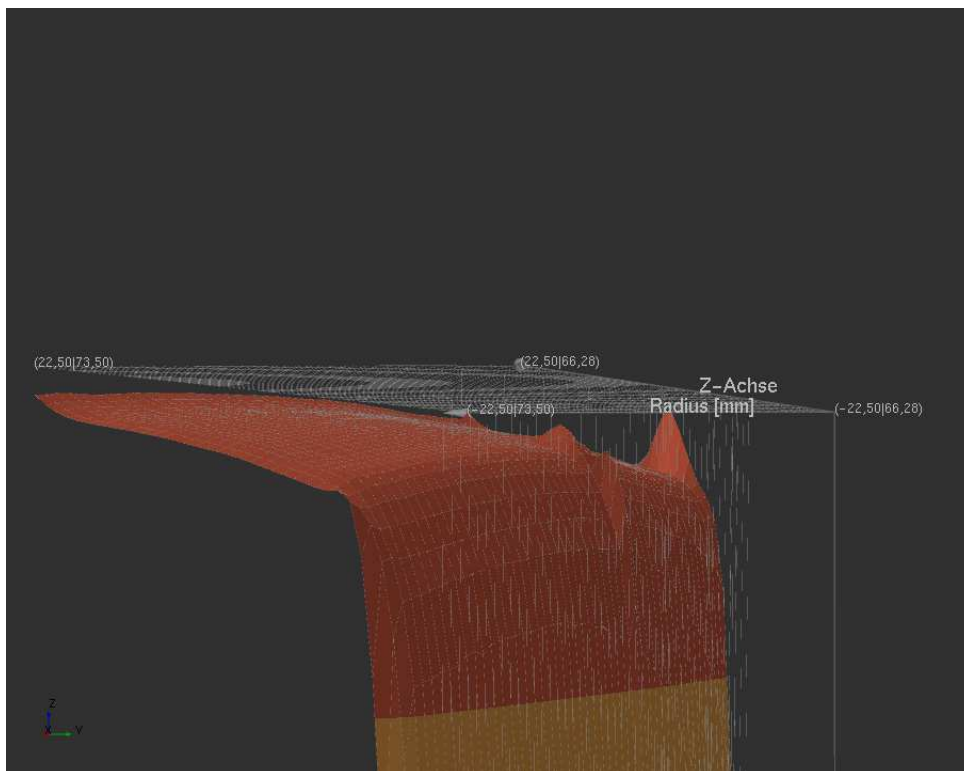 (22,50|73,50)
(22,50|66,28)
Z-Achse
(-22,50|73,50)
Radius [mm]
(-22,50|66,28)
Z
X
Y